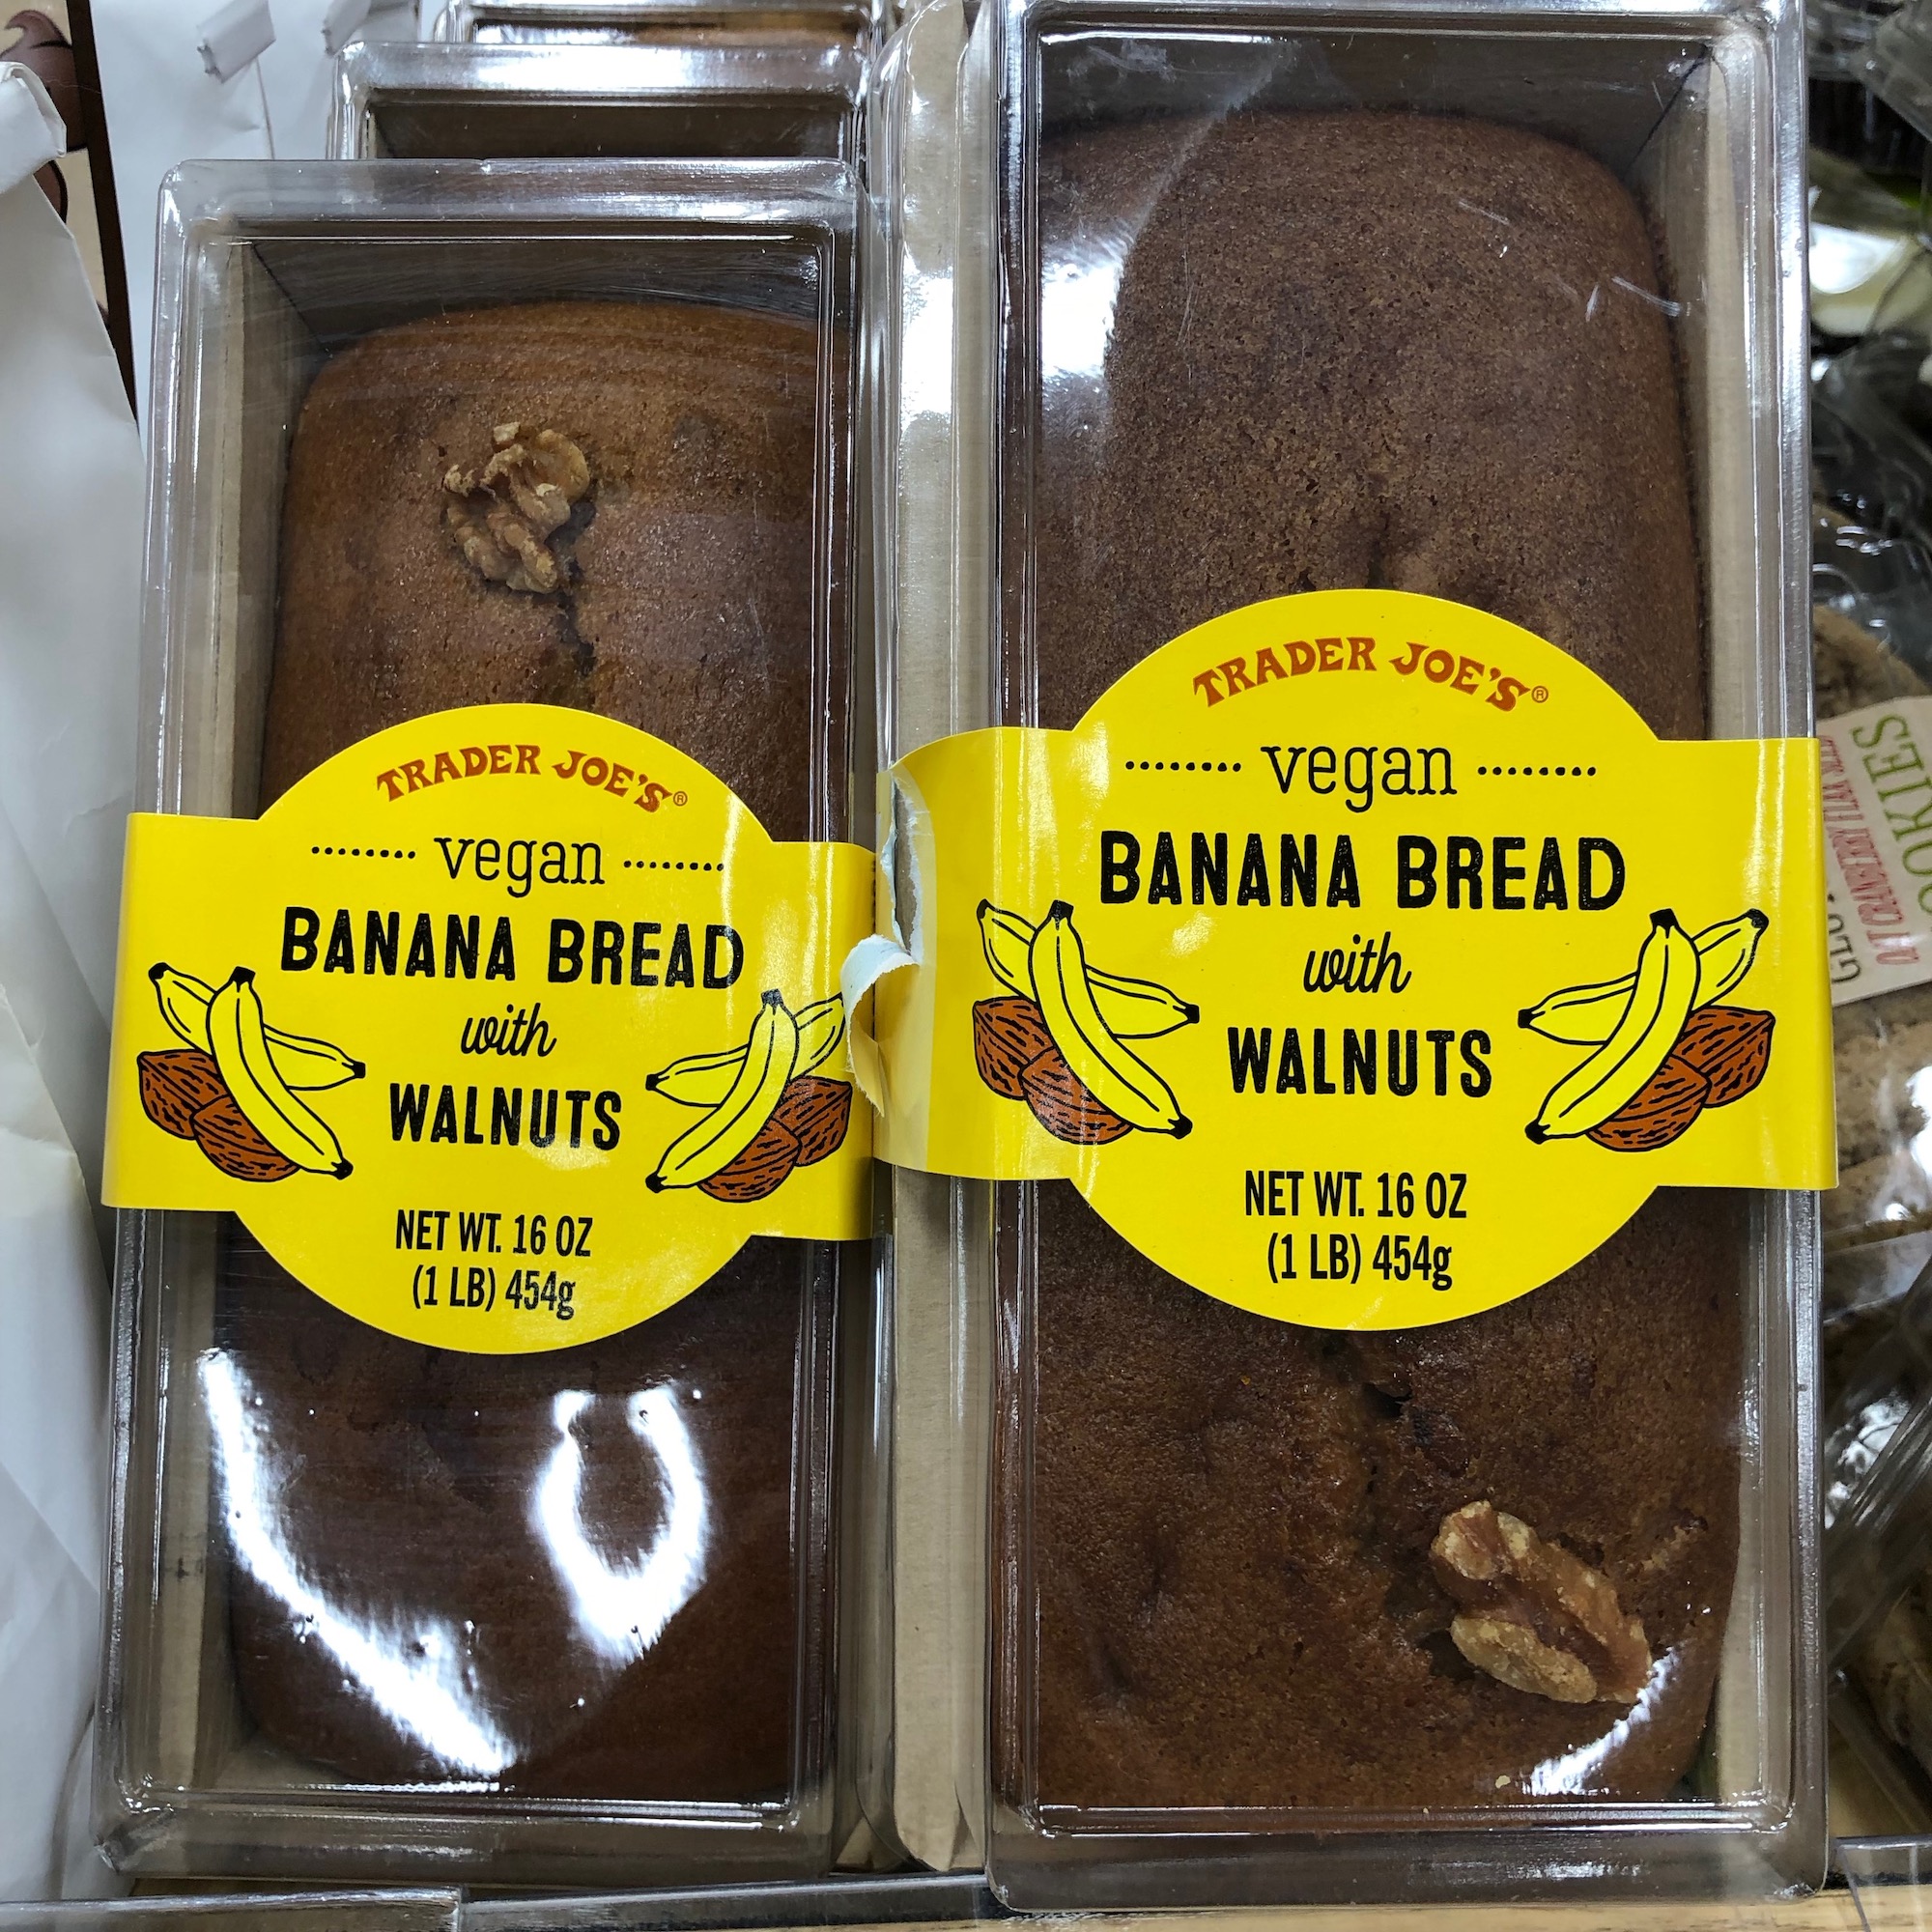 TRADER JOE'S®
vegan
BANANA BREAD
with
WALNUTS
NET WT. 16 OZ
(1 LB) 454g
TRADER JOE'S®
vegan
BANANA BREAD
with
WALNUTS
NET WT. 16 OZ
(1 LB) 454g